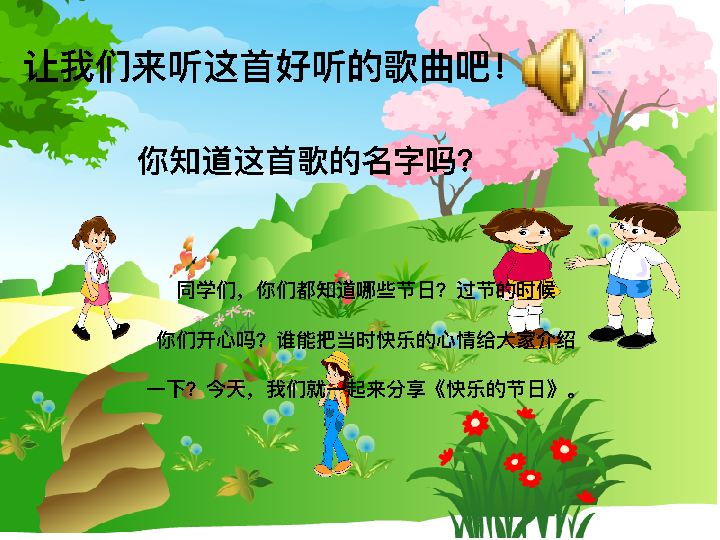 让我们来听这首好听的歌曲吧！
你知道这首歌的名字吗？
同学们，你们都知道哪些节日？过节的时候
你们开心吗？谁能把当时快乐的心情给大家介绍
一下？今天，我们就一起来分享《快乐的节日》。